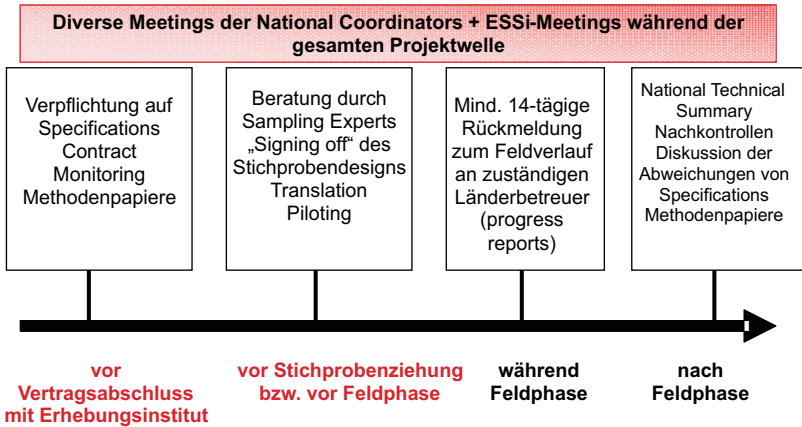 Diverse Meetings der National Coordinators + ESSi-Meetings während der
gesamten Projektwelle
Verpflichtung auf
Specifications
Contract
Monitoring
Methodenpapiere
Beratung durch
Sampling Experts
„Signing off“ des
Stichprobendesigns
Translation
Piloting
Mind. 14-tägige
Rückmeldung
zum Feldverlauf
an zuständigen
Länderbetreuer
(progress
reports)
National Technical
Summary
Nachkontrollen
Diskussion der
Abweichungen von
Specifications
Methodenpapiere
vor
Vertragsabschluss
mit Erhebungsinstitut
vor Stichprobenziehung
bzw. vor Feldphase
während
Feldphase
nach
Feldphase